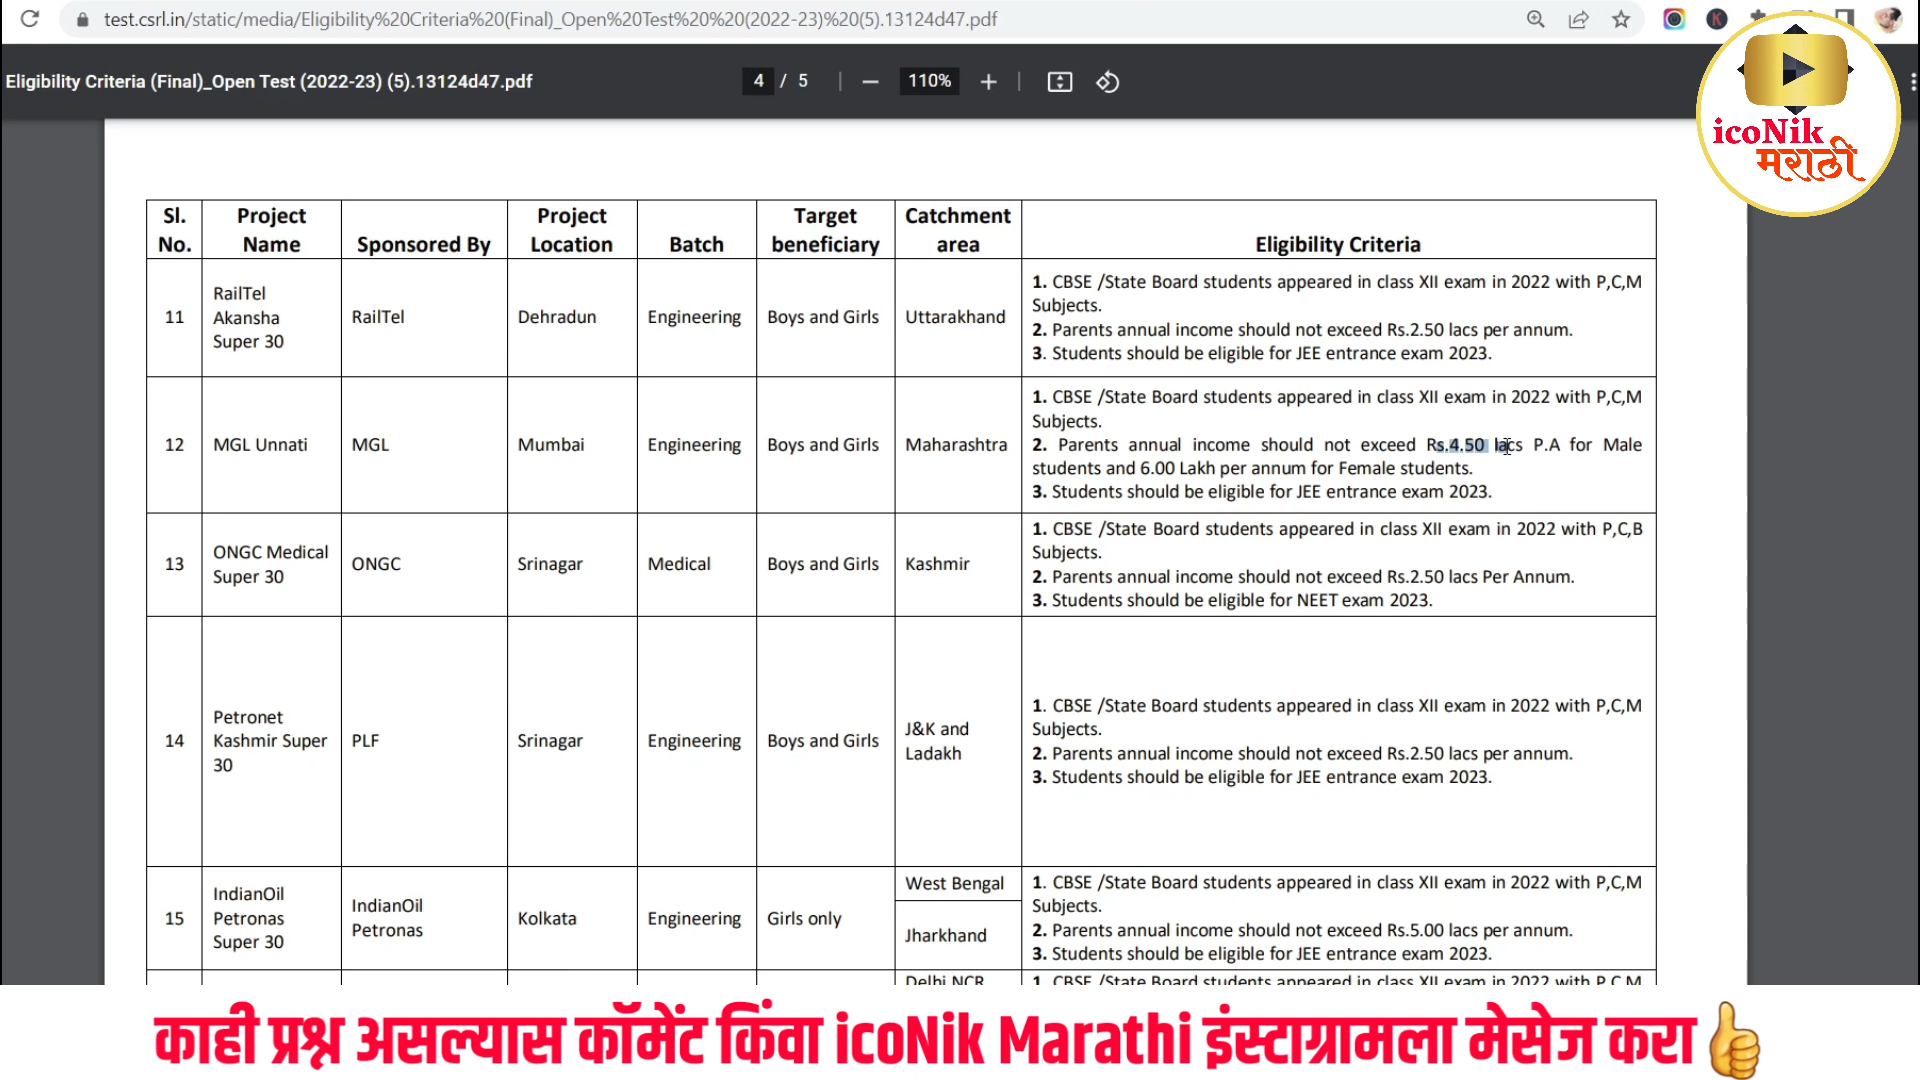 test.csrl.in/static/media/Eligibility%20Criteria%20(Final)_Open%20Test%20%20(2022-23)%20(5).13124d47.pdf
Eligibility Criteria (Final)_Open Test (2022-23) (5).13124d47.pdf
4 / 5
110%
icoNik
मराठी
Sl. No.
Project Name
Sponsored By
Project Location
Batch
Target beneficiary
Catchment area
Eligibility Criteria
11
RailTel
Akansha
Super 30
RailTel
Dehradun
Engineering
Boys and Girls
Uttarakhand
1. CBSE /State Board students appeared in class XII exam in 2022 with P,C,M
Subjects.
2. Parents annual income should not exceed Rs.2.50 lacs per annum.
3. Students should be eligible for JEE entrance exam 2023.
12
MGL Unnati
MGL
Mumbai
Engineering
Boys and Girls
Maharashtra
1. CBSE /State Board students appeared in class XII exam in 2022 with P,C,M
Subjects.
2. Parents annual income should not exceed Rs.4.50 lacs P.A for Male
students and 6.00 Lakh per annum for Female students.
3. Students should be eligible for JEE entrance exam 2023.
13
ONGC Medical
Super 30
ONGC
Srinagar
Medical
Boys and Girls
Kashmir
1. CBSE /State Board students appeared in class XII exam in 2022 with P,C,B
Subjects.
2. Parents annual income should not exceed Rs.2.50 lacs Per Annum.
3. Students should be eligible for NEET exam 2023.
14
Petronet
Kashmir Super
30
PLF
Srinagar
Engineering
Boys and Girls
J&K and
Ladakh
1. CBSE /State Board students appeared in class XII exam in 2022 with P,C,M
Subjects.
2. Parents annual income should not exceed Rs.2.50 lacs per annum.
3. Students should be eligible for JEE entrance exam 2023.
15
IndianOil
Petronas
Super 30
IndianOil
Petronas
Kolkata
Engineering
Girls only
West Bengal
Jharkhand
1. CBSE /State Board students appeared in class XII exam in 2022 with P,C,M
Subjects.
2. Parents annual income should not exceed Rs.5.00 lacs per annum.
3. Students should be eligible for JEE entrance exam 2023.
Delhi NCR
1. CBSE /State Board students appeared in class XII exam in 2022 with P,C,M
काही प्रश्न असल्यास कॉमेंट किंवा icoNik Marathi इंस्टाग्रामला मेसेज करा